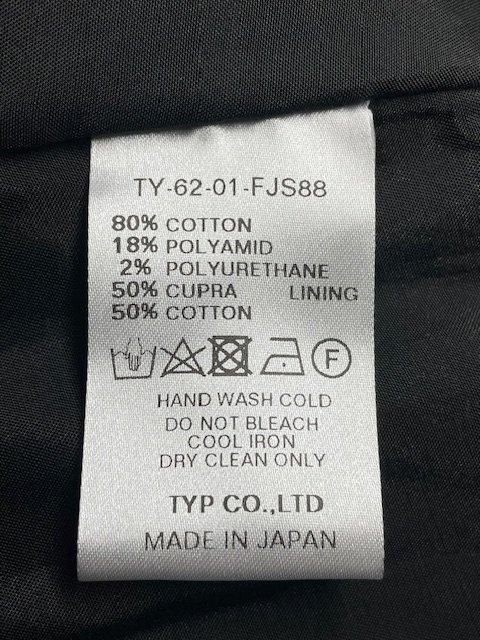 TY-62-01-FJS88
80% COTTON
18% POLYAMID
2% POLYURETHANE
50% CUPRA LINING
50% COTTON
F
HAND WASH COLD
DO NOT BLEACH
COOL IRON
DRY CLEAN ONLY
TYP CO.,LTD
MADE IN JAPAN